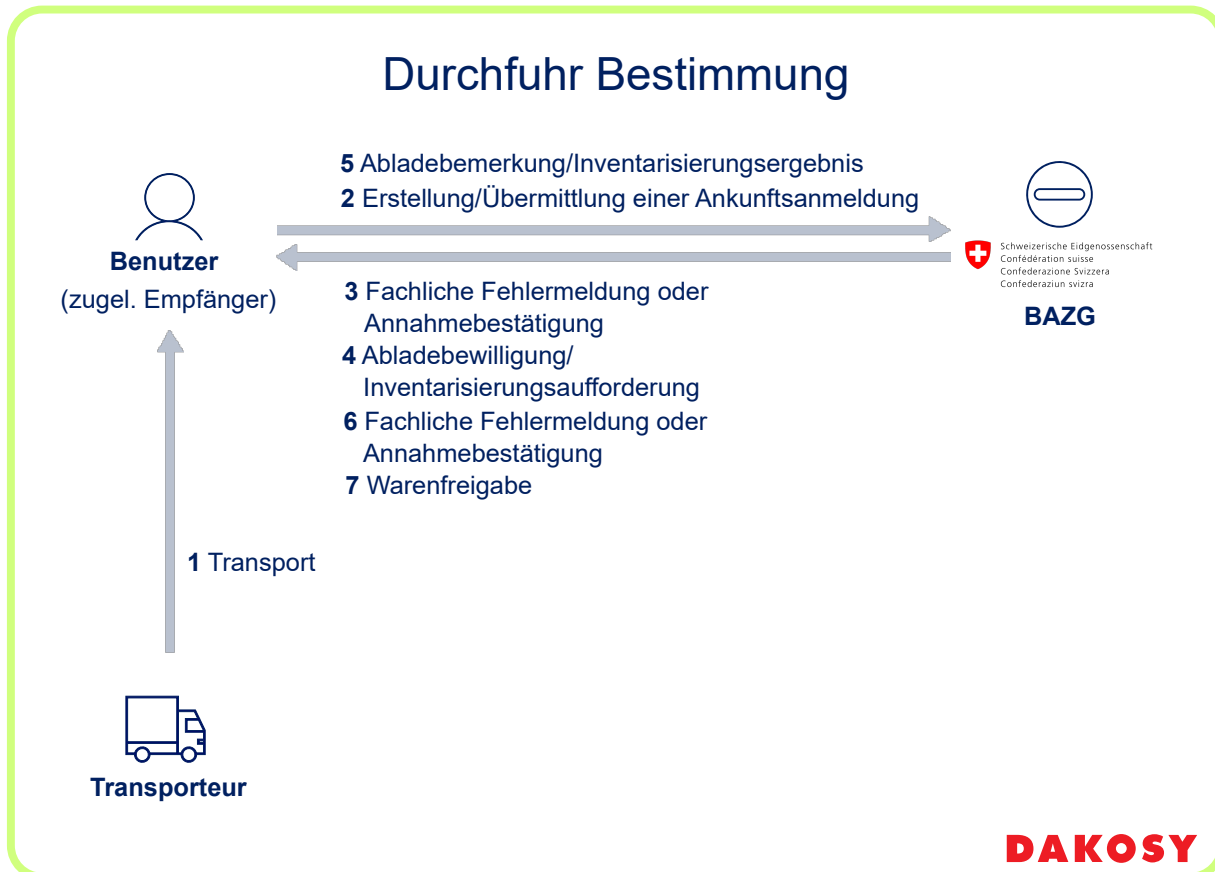 Durchfuhr Bestimmung
5 Abladebemerkung/Inventarisierungsergebnis
2 Erstellung/Übermittlung einer Ankunftsanmeldung
Benutzer
(zugel. Empfänger)
Schweizerische Eidgenossenschaft
Confédération suisse
Confederazione Svizzera
Confederaziun svizra
BAZG
3 Fachliche Fehlermeldung oder
Annahmebestätigung
4 Abladebewilligung/
Inventarisierungsaufforderung
6 Fachliche Fehlermeldung oder
Annahmebestätigung
7 Warenfreigabe
1 Transport
Transporteur
DAKOSY